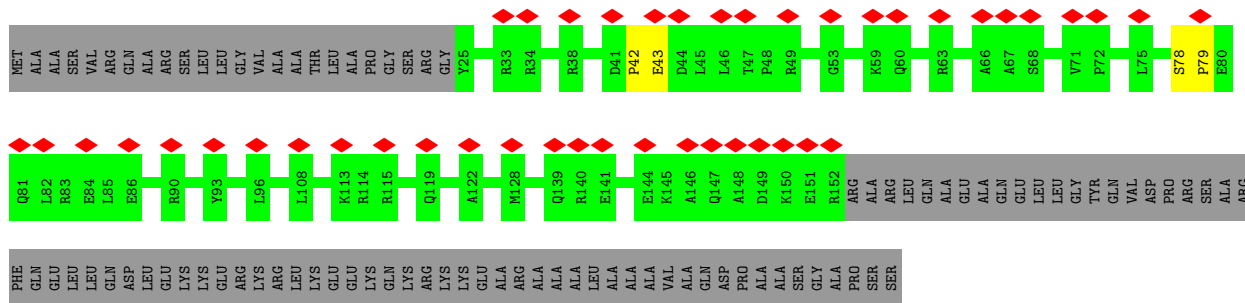 MET ALA ALA SER VAL ARG GLN ALA ARG SER LEU LEU GLY VAL ALA ALA THR LEU ALA PRO GLY SER ARG GLY Y25 R33 R34 R38 D41 P42 E43 D44 L45 L46 T47 P48 R49 G53 K59 Q60 R63 A66 A67 S68 V71 P72 L75 S78 P79 E80
Q81 L82 R83 E84 L85 E86 R90 Y93 L96 L108 K113 R114 R115 Q119 A122 M128 Q139 R140 E141 E144 K145 A146 Q147 A148 D149 K150 E151 R152 ARG ALA ARG LEU GLN ALA GLU ALA GLN GLU LEU LEU GLY TYR GLN VAL ASP PRO ARG SER ALA ARG
PHE GLN GLU LEU LEU GLN ASP LEU GLU LYS LYS GLU ARG LYS ARG LEU LYS GLU GLU LYS GLN LYS ARG LYS LYS GLU ALA ARG ALA ALA ALA LEU ALA ALA ALA VAL ALA GLN ASP PRO ALA ALA SER GLY ALA PRO SER SER